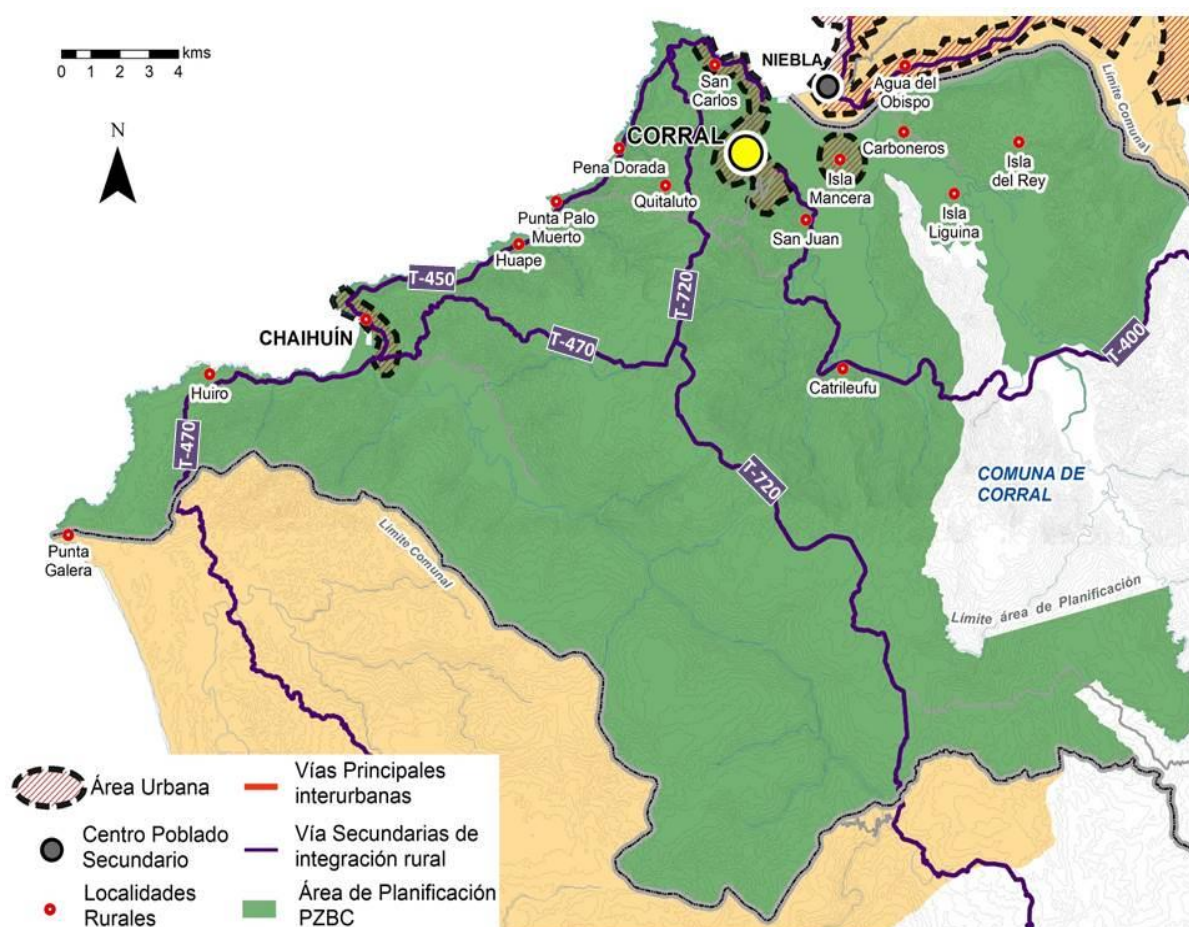 kms
0 1 2 3 4
N
NIEBLA
San
Carlos
Agua del
Obispo
Límite Comunal
CORRAL
Carboneros
Pena Dorada
Isla
Mancera
Isla
del Rey
Quitaluto
Isla
Liguina
Punta Palo
Muerto
San Juan
Huape
T-450
T-720
CHAIHUÍN
T-470
T-400
Huiro
Catrileufu
T-470
T-720
COMUNA DE
CORRAL
Punta
Galera
Límite Comunal
Límite área de Planificación
Área Urbana
Vías Principales
interurbanas
Centro Poblado
Secundario
Vía Secundarias de
integración rural
Localidades
Rurales
Área de Planificación
PZBC